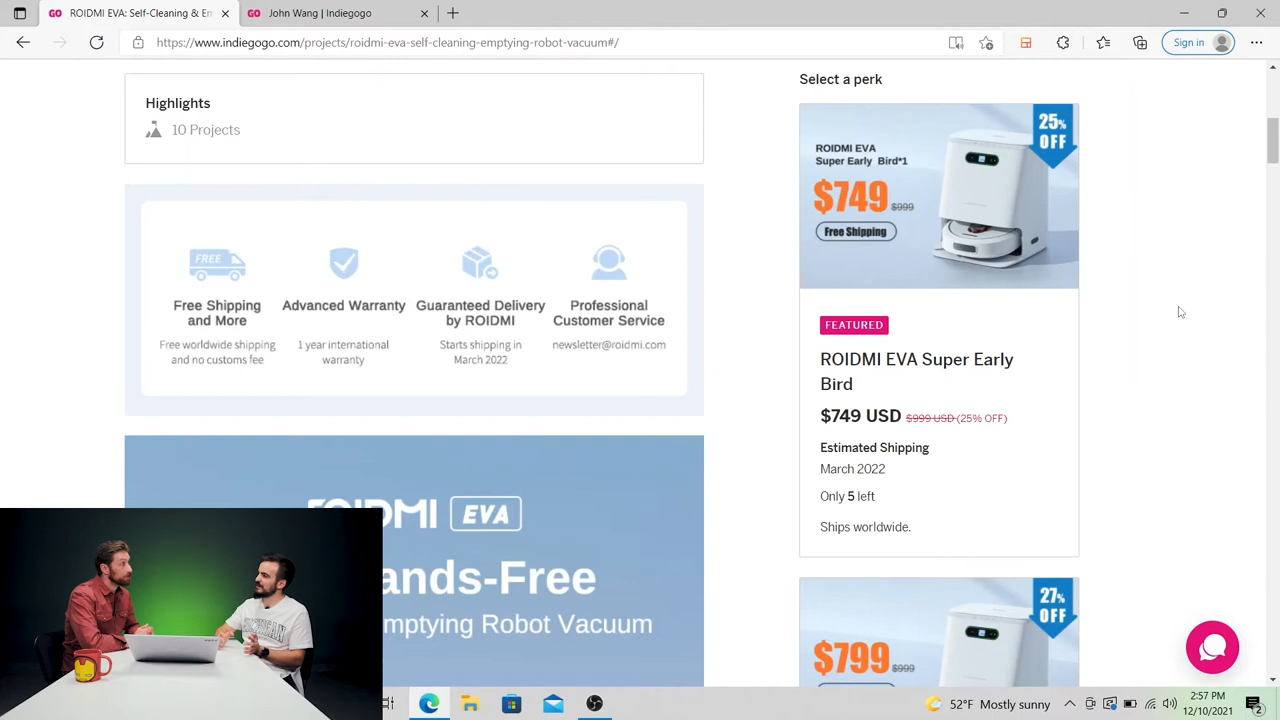 ROIDMI EVA: Self-Cleaning & En
John Wang | Indiegogo
https://www.indiegogo.com/projects/roidmi-eva-self-cleaning-emptying-robot-vacuum#/
Sign in
Highlights
10 Projects
FREE
Free Shipping
and More
Free worldwide shipping
and no customs fee
Advanced Warranty
1 year international
warranty
Guaranteed Delivery
by ROIDMI
Starts shipping in
March 2022
Professional
Customer Service
newsletter@roidmi.com
ROIDMI EVA
ands-Free
mptying Robot Vacuum
Select a perk
25%
OFF
ROIDMI EVA
Super Early Bird*1
$749 $999
Free Shipping
FEATURED
ROIDMI EVA Super Early
Bird
$749 USD $999 USD (25% OFF)
Estimated Shipping
March 2022
Only 5 left
Ships worldwide.
27%
OFF
$799 $999
52°F Mostly sunny
2:57 PM
12/10/2021
2